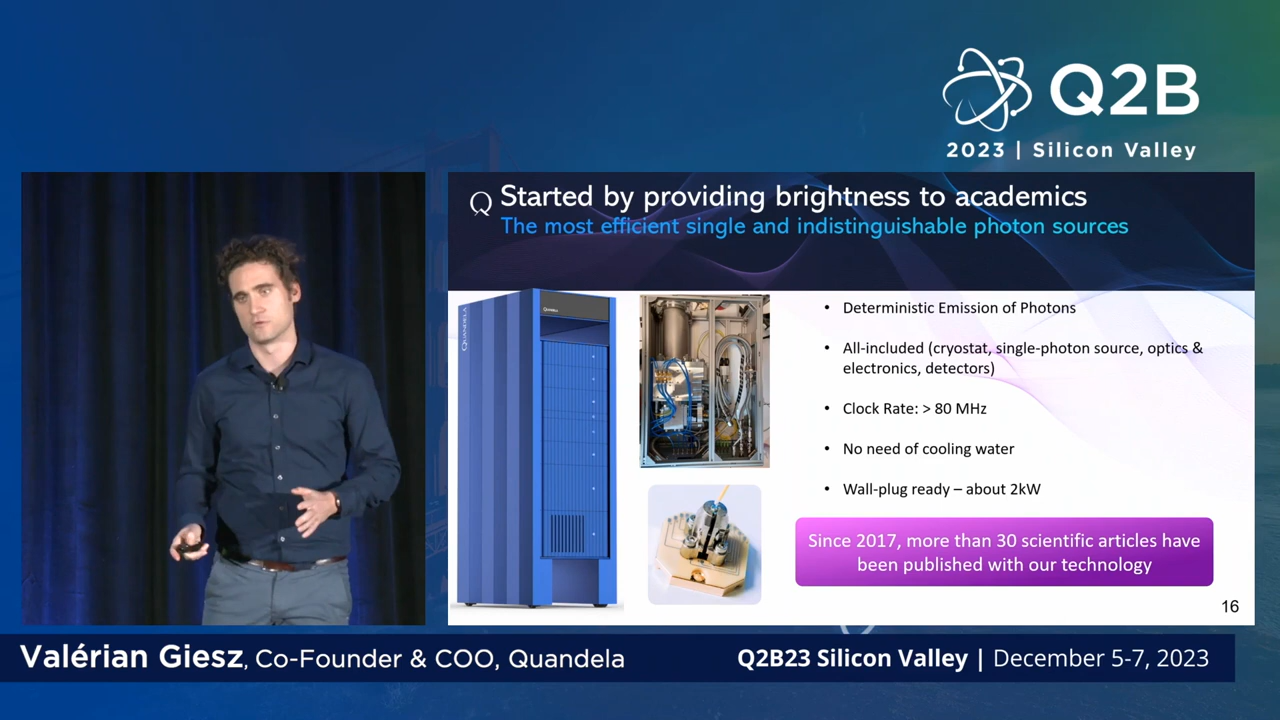 Q2B
2023 | Silicon Valley
Started by providing brightness to academics
The most efficient single and indistinguishable photon sources
QUANDELA
QUANDELA
• Deterministic Emission of Photons
• All-included (cryostat, single-photon source, optics &
electronics, detectors)
• Clock Rate: > 80 MHz
• No need of cooling water
• Wall-plug ready – about 2kW
Since 2017, more than 30 scientific articles have
been published with our technology
16
Valérian Giesz, Co-Founder & COO, Quandela
Q2B23 Silicon Valley | December 5-7, 2023